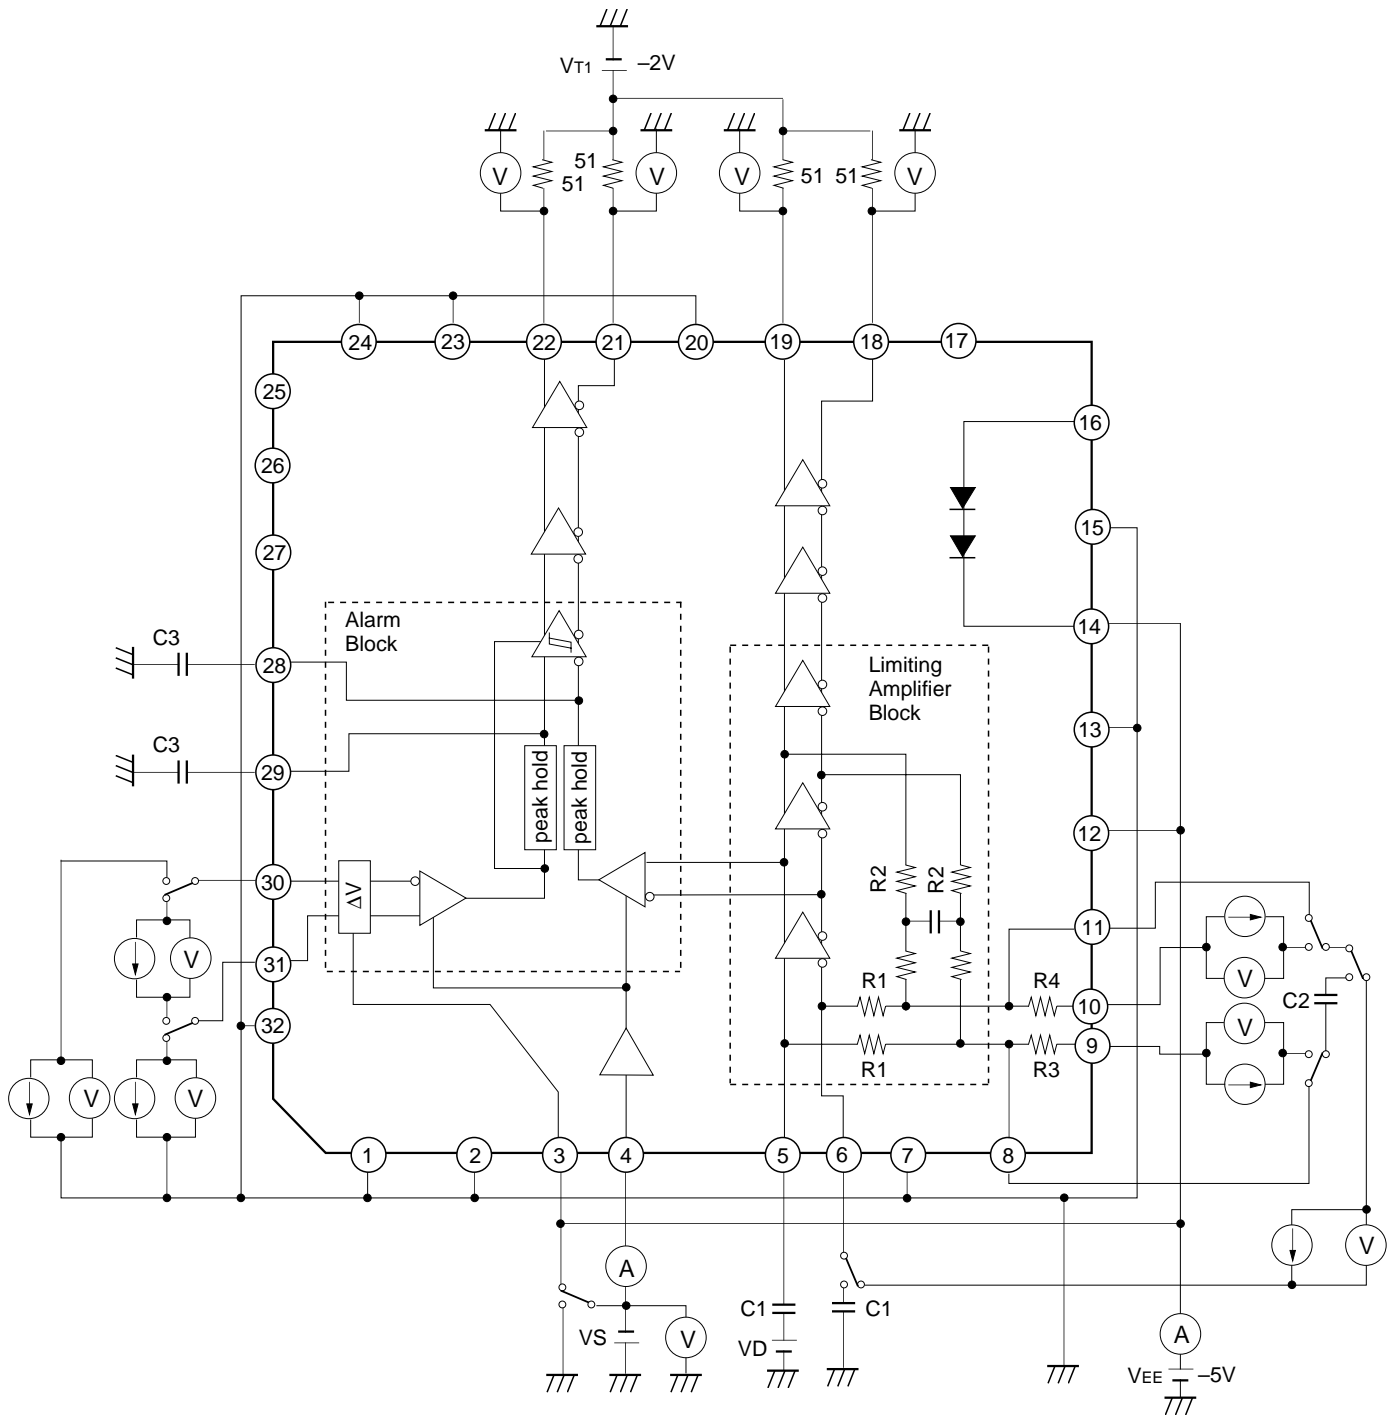 VT1 –2V
V 51 51 V V 51 51 V
24 23 22 21 20 19 18 17
25
16
26
15
27
Alarm
Block
14
C3
28
Limiting
Amplifier
Block
13
C3
29
peak hold
peak hold
12
30
ΔV
R2
R2
11
V
31
V
R1
R4
10
C2
32
V
R1
R3
9
V
V
1 2 3 4 5 6 7 8
A
V
C1
C1
VS
V
VD
A
VEE –5V